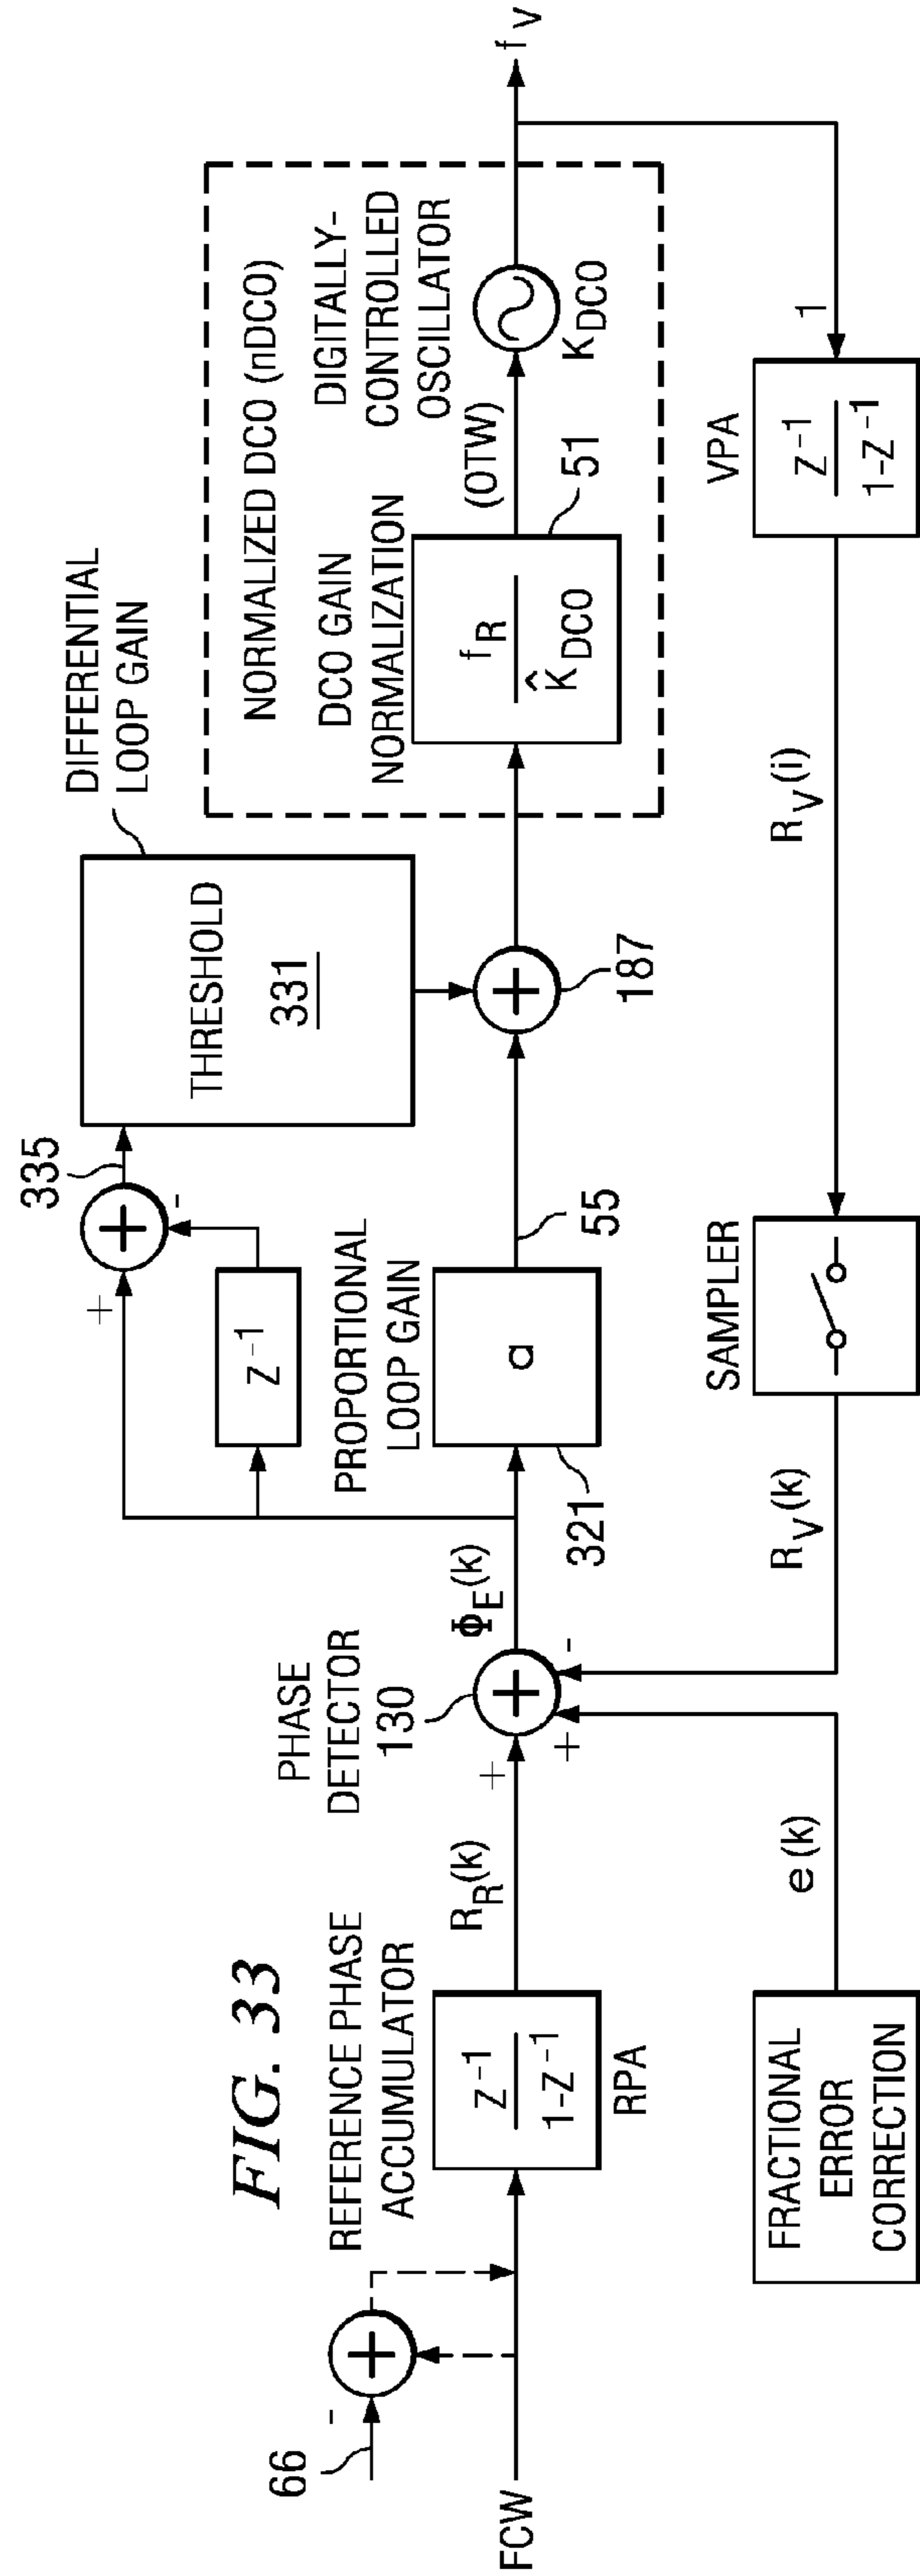 FIG. 33
66
-
FCW
REFERENCE PHASE
ACCUMULATOR
Z⁻¹
1-Z⁻¹
RPA
R_R(k)
FRACTIONAL
ERROR
CORRECTION
e(k)
PHASE
DETECTOR
130
+
+
-
Φ_E(k)
+
-
335
Z⁻¹
PROPORTIONAL
LOOP GAIN
α
321
55
DIFFERENTIAL
LOOP GAIN
THRESHOLD
331
187
NORMALIZED DCO (nDCO)
DCO GAIN
NORMALIZATION
f_R
K̂_DCO
51
(OTW)
DIGITALLY-
CONTROLLED
OSCILLATOR
K_DCO
f_V
1
VPA
Z⁻¹
1-Z⁻¹
R_V(i)
SAMPLER
R_V(k)